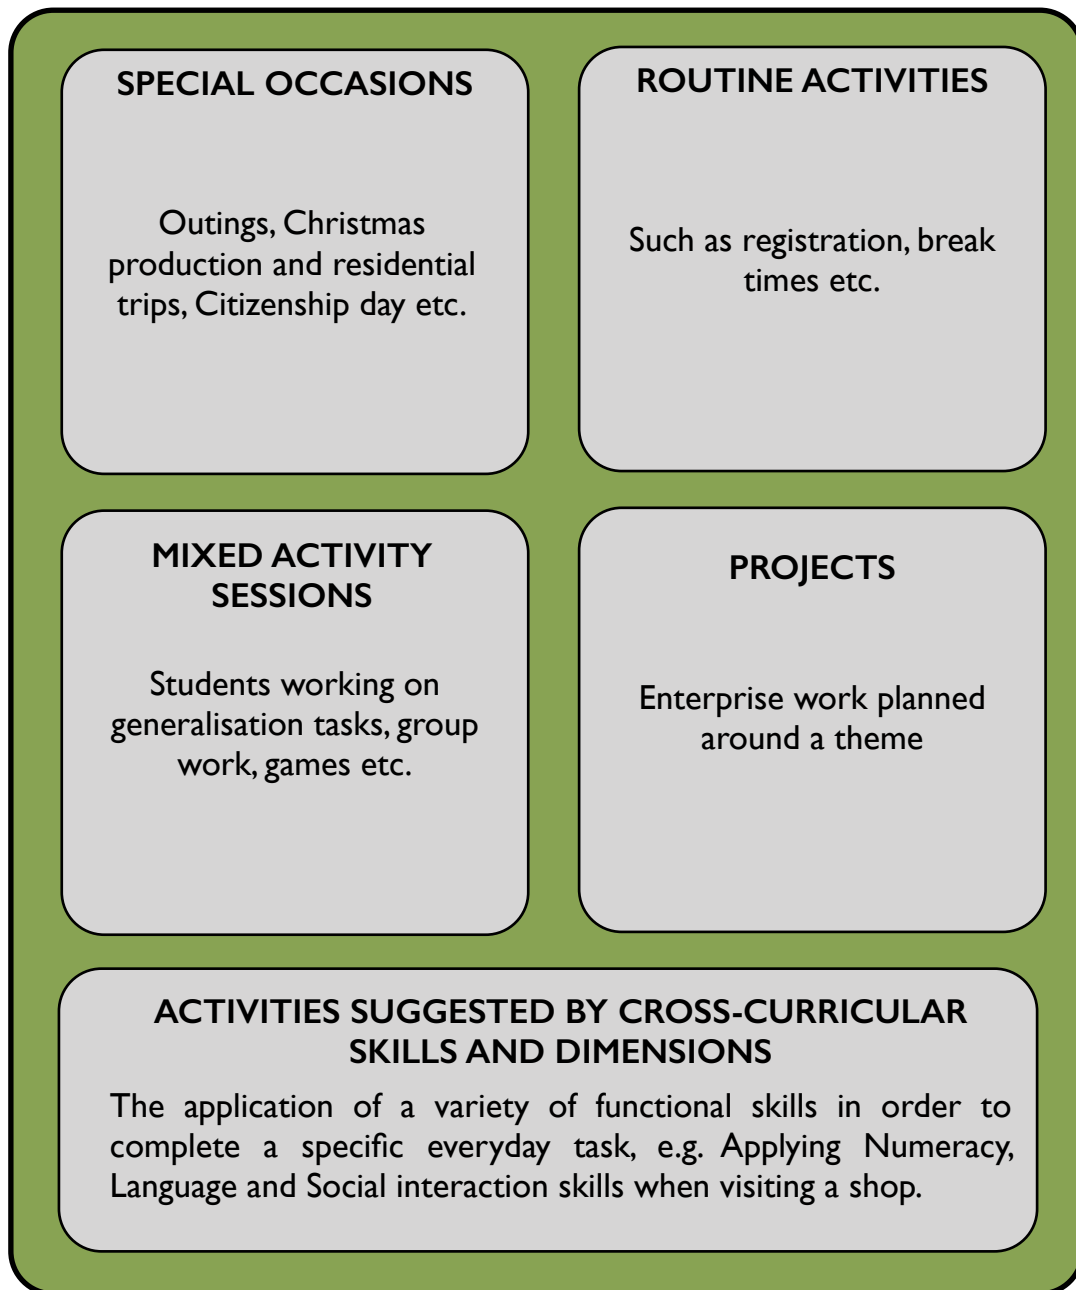 SPECIAL OCCASIONS
Outings, Christmas
production and residential
trips, Citizenship day etc.
ROUTINE ACTIVITIES
Such as registration, break
times etc.
MIXED ACTIVITY
SESSIONS
Students working on
generalisation tasks, group
work, games etc.
PROJECTS
Enterprise work planned
around a theme
ACTIVITIES SUGGESTED BY CROSS-CURRICULAR
SKILLS AND DIMENSIONS
The application of a variety of functional skills in order to
complete a specific everyday task, e.g. Applying Numeracy,
Language and Social interaction skills when visiting a shop.